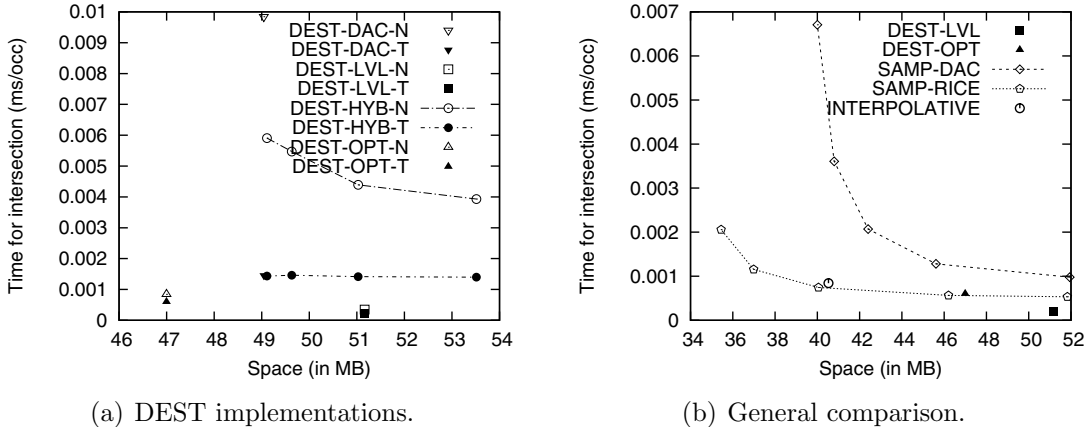 Time for intersection (ms/occ)
0.01
0.009
0.008
0.007
0.006
0.005
0.004
0.003
0.002
0.001
0
46 47 48 49 50 51 52 53 54
Space (in MB)
DEST-DAC-N
DEST-DAC-T
DEST-LVL-N
DEST-LVL-T
DEST-HYB-N
DEST-HYB-T
DEST-OPT-N
DEST-OPT-T
(a) DEST implementations.
Time for intersection (ms/occ)
0.007
0.006
0.005
0.004
0.003
0.002
0.001
0
34 36 38 40 42 44 46 48 50 52
Space (in MB)
DEST-LVL
DEST-OPT
SAMP-DAC
SAMP-RICE
INTERPOLATIVE
(b) General comparison.